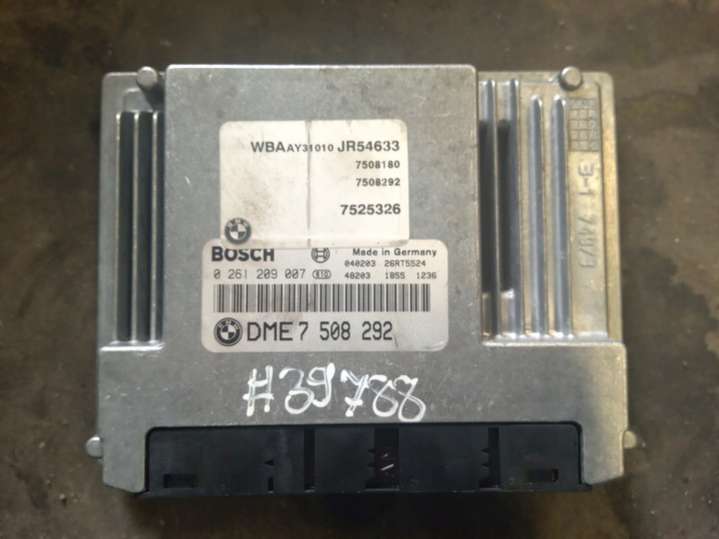 WBAAY31010 JR54633
7508180
7508292
7525326
BOSCH Made in Germany
040203 26RT5524
0 261 209 007 48203 1855 1236
DME 7 508 292
#39788